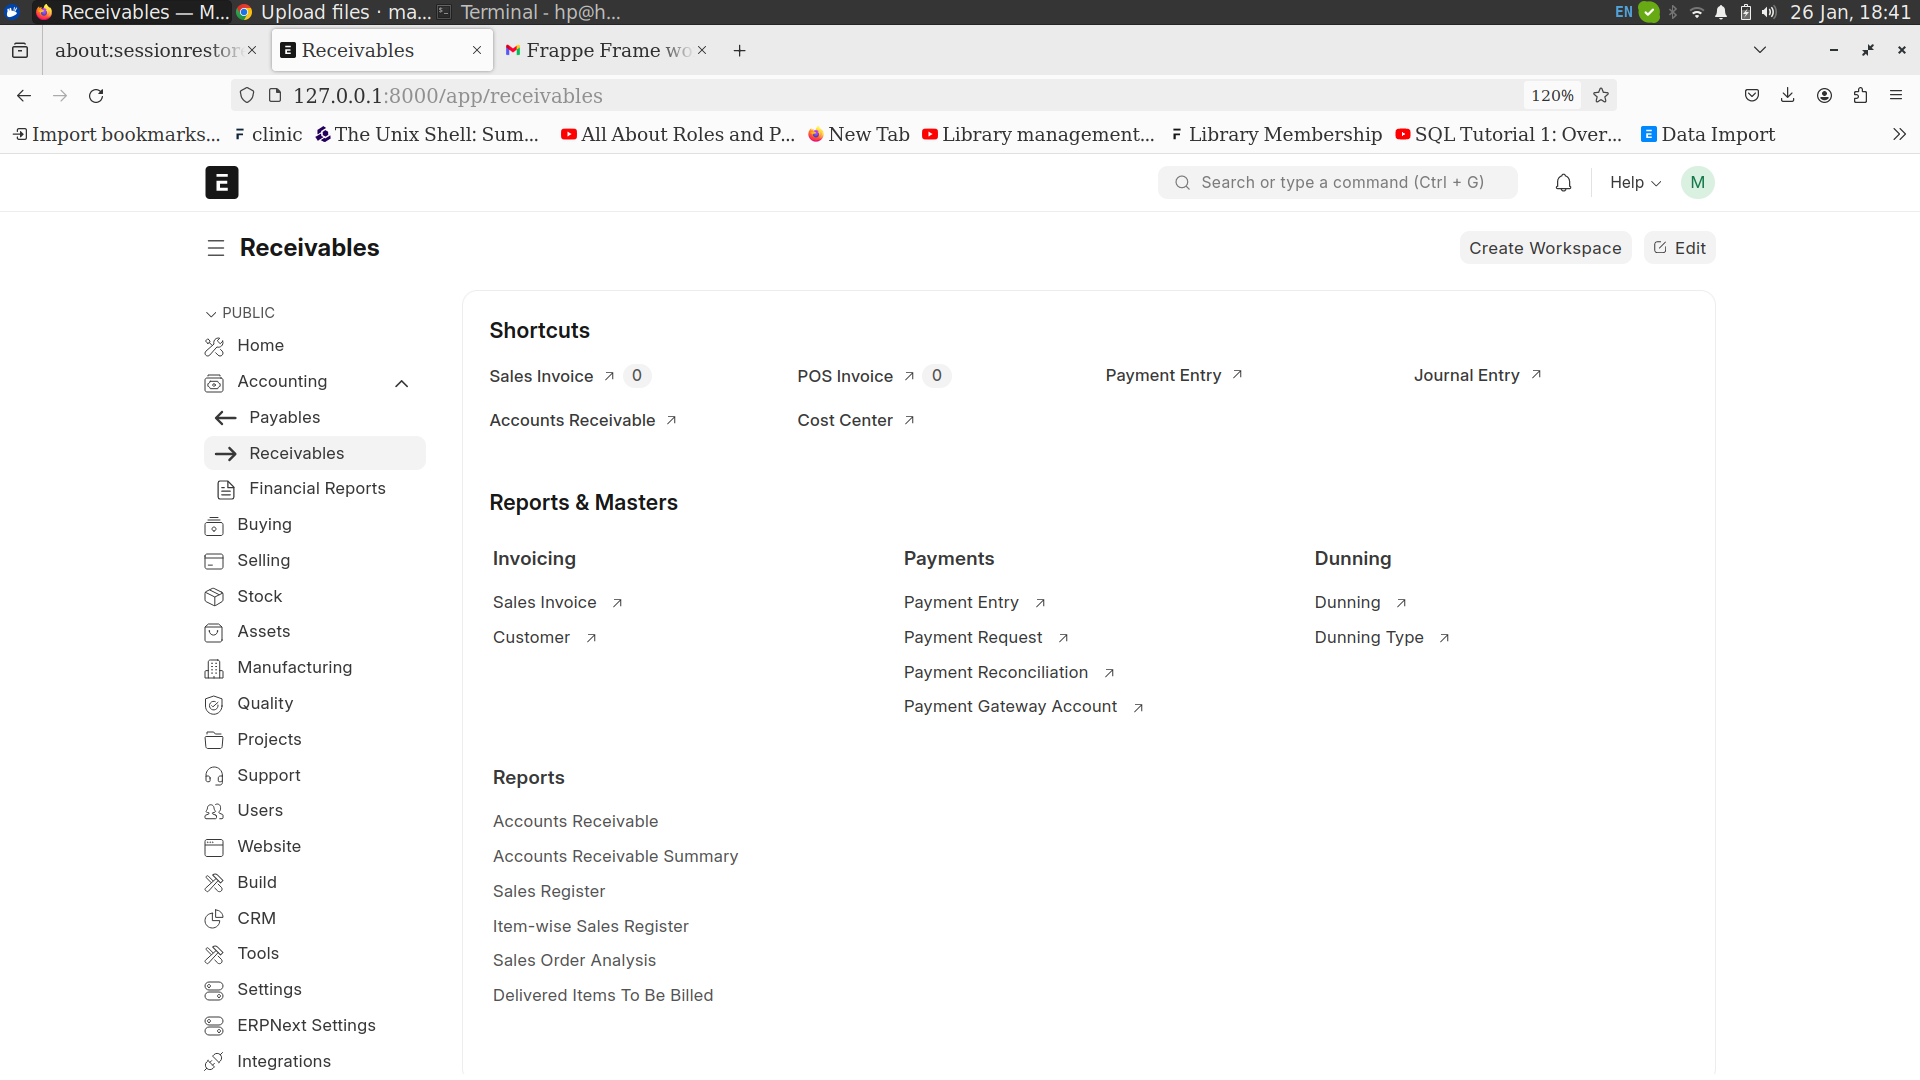 Receivables — M... Upload files · ma... Terminal - hp@h... EN 26 Jan, 18:41
about:sessionrestore Receivables Frappe Frame wo
127.0.0.1:8000/app/receivables 120%
Import bookmarks... clinic The Unix Shell: Sum... All About Roles and P... New Tab Library management... Library Membership SQL Tutorial 1: Over... Data Import
Search or type a command (Ctrl + G) Help M
Receivables Create Workspace Edit
PUBLIC
Home
Accounting
Payables
Receivables
Financial Reports
Buying
Selling
Stock
Assets
Manufacturing
Quality
Projects
Support
Users
Website
Build
CRM
Tools
Settings
ERPNext Settings
Integrations
Shortcuts
Sales Invoice 0 POS Invoice 0 Payment Entry Journal Entry
Accounts Receivable Cost Center
Reports & Masters
Invoicing
Sales Invoice
Customer
Payments
Payment Entry
Payment Request
Payment Reconciliation
Payment Gateway Account
Dunning
Dunning
Dunning Type
Reports
Accounts Receivable
Accounts Receivable Summary
Sales Register
Item-wise Sales Register
Sales Order Analysis
Delivered Items To Be Billed